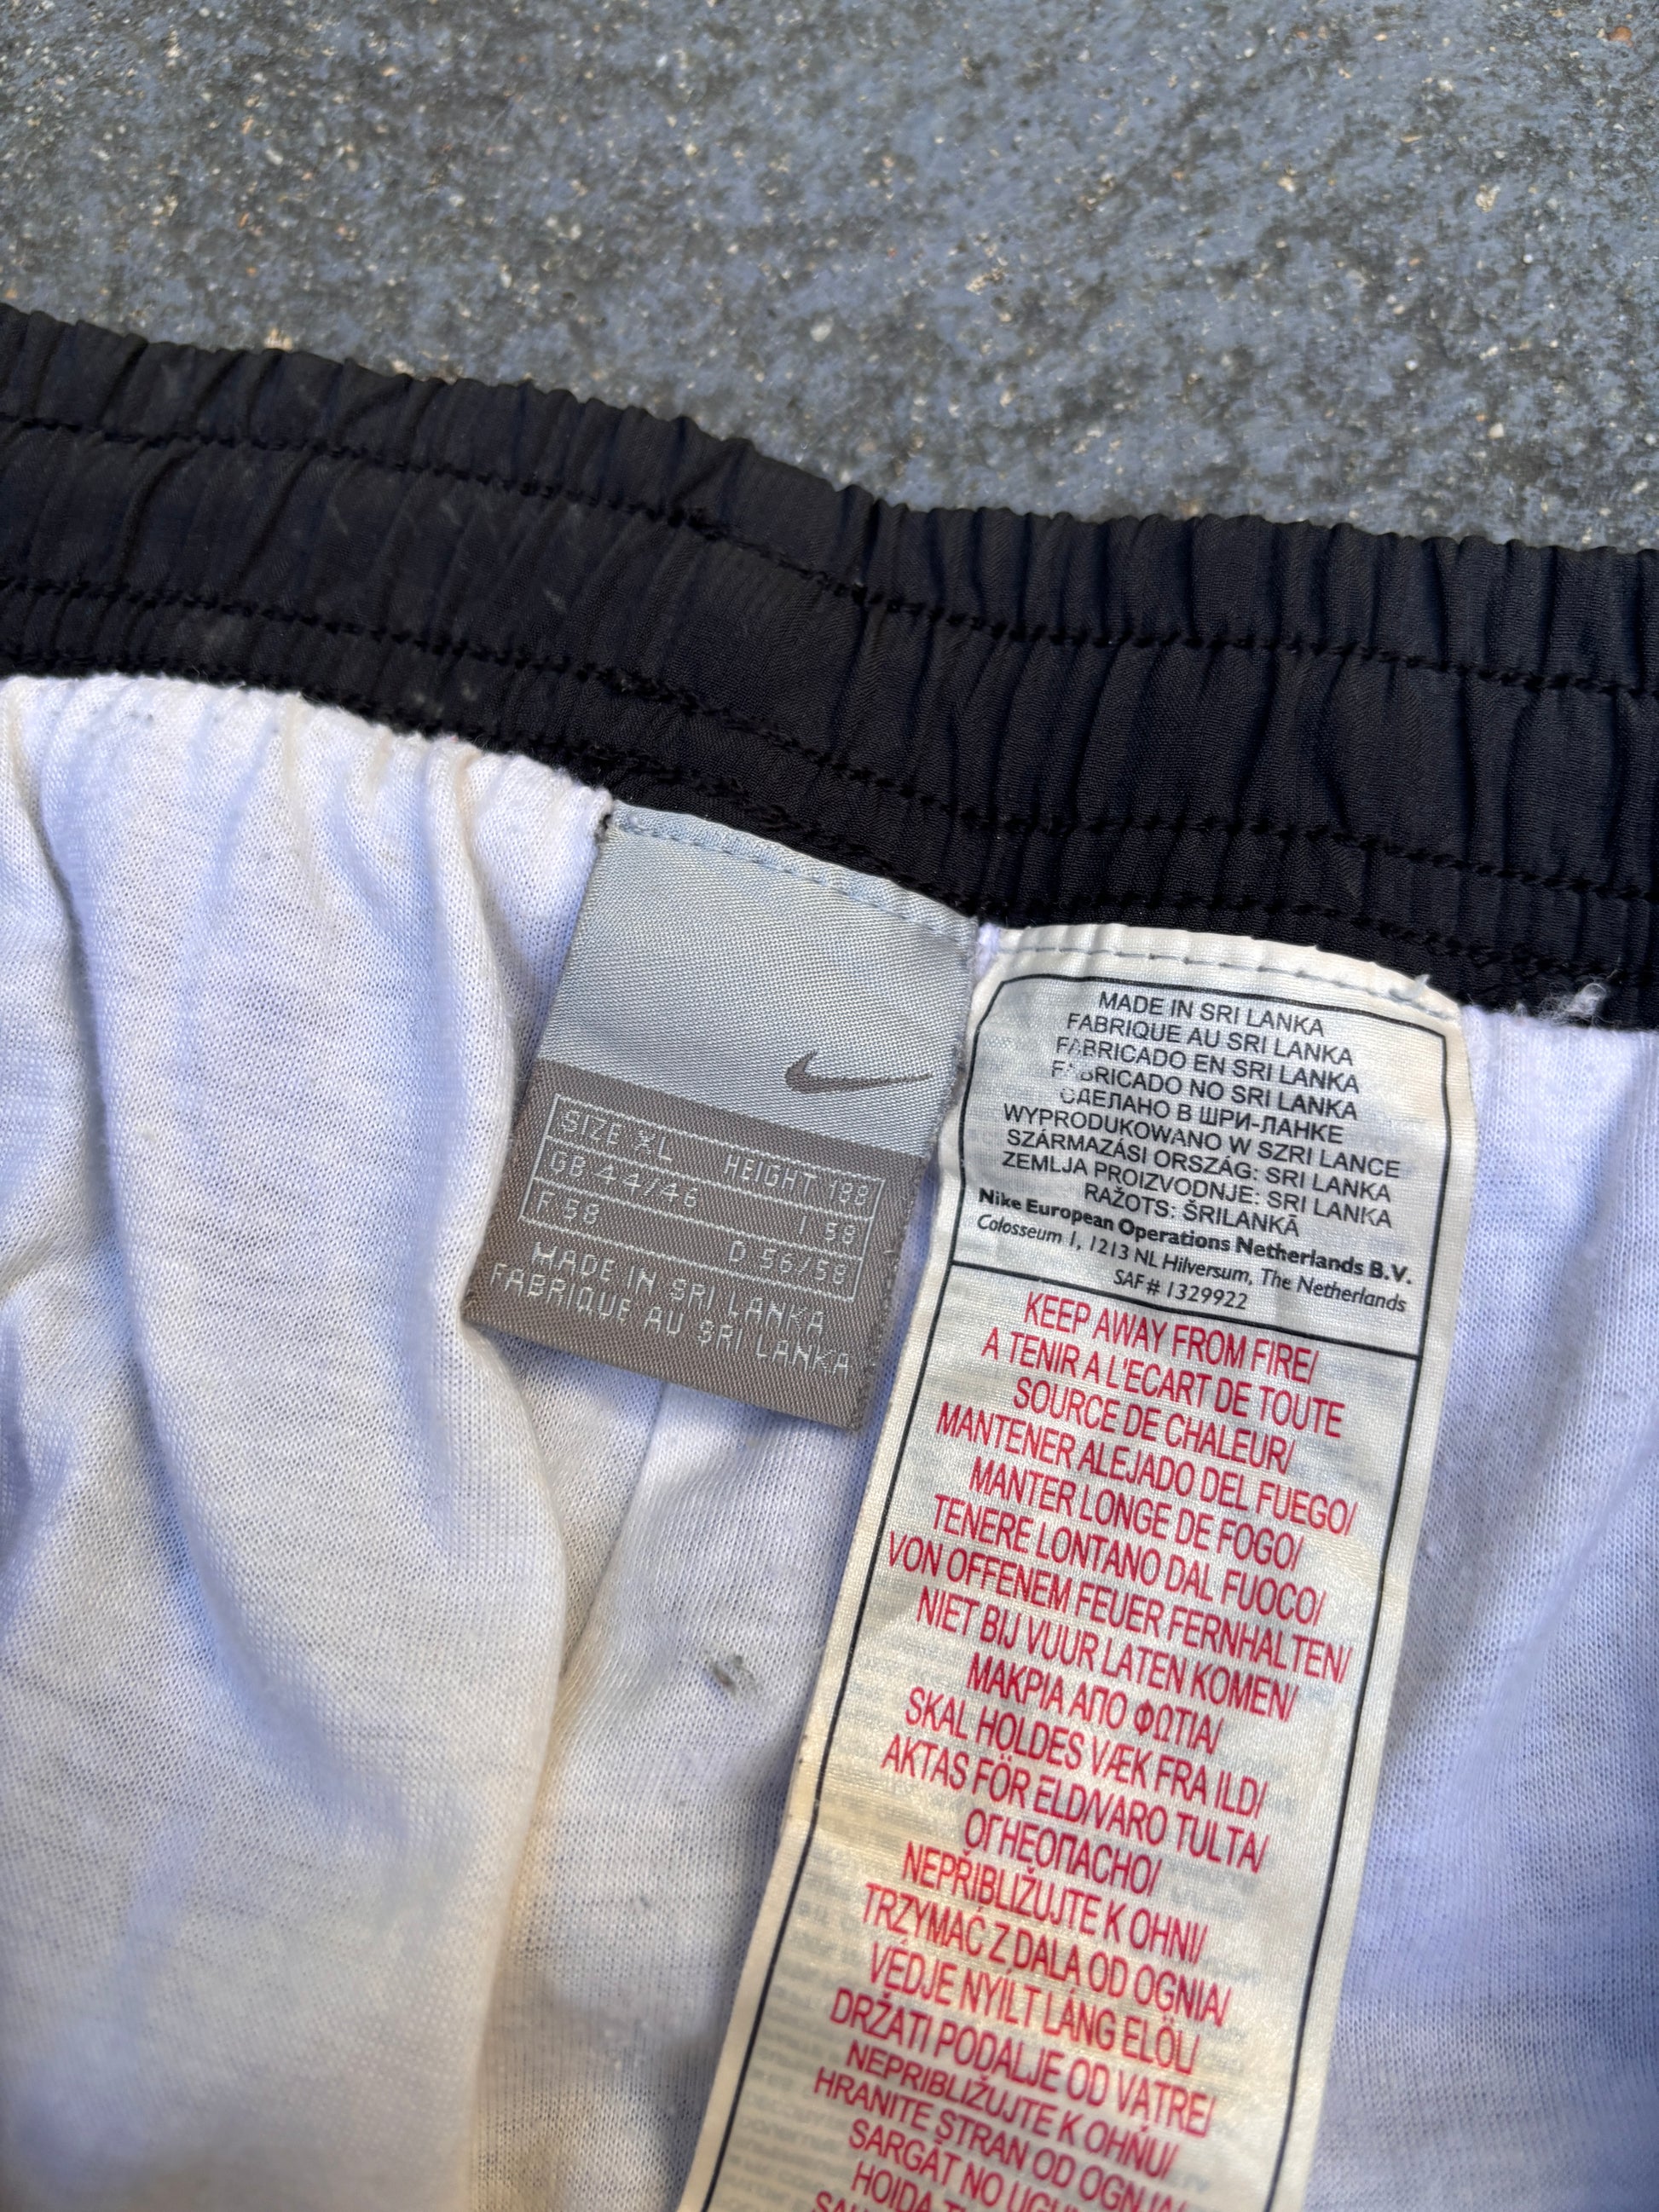 SIZE XL HEIGHT 188
GB 44/46 I 58
F 58 D 56/58
MADE IN SRI LANKA
FABRIQUE AU SRI LANKA
MADE IN SRI LANKA
FABRIQUE AU SRI LANKA
FABRICADO EN SRI LANKA
FABRICADO NO SRI LANKA
СДЕЛАНО В ШРИ-ЛАНКЕ
WYPRODUKOWANO W SZRI LANCE
SZÁRMAZÁSI ORSZÁG: SRI LANKA
ZEMLJA PROIZVODNJE: SRI LANKA
RAŽOTS: ŠRILANKĀ
Nike European Operations Netherlands B.V.
Colosseum 1, 1213 NL Hilversum, The Netherlands
SAF # 1329922
KEEP AWAY FROM FIRE/
A TENIR A L'ECART DE TOUTE
SOURCE DE CHALEUR/
MANTENER ALEJADO DEL FUEGO/
MANTER LONGE DE FOGO/
TENERE LONTANO DAL FUOCO/
VON OFFENEM FEUER FERNHALTEN/
NIET BIJ VUUR LATEN KOMEN/
ΜΑΚΡΙΑ ΑΠΟ ΦΩΤΙΑ/
SKAL HOLDES VÆK FRA ILD/
AKTAS FÖR ELD/VARO TULTA/
ОГНЕОПАСНО/
NEPŘIBLIŽUJTE K OHNI/
TRZYMAĆ Z DALA OD OGNIA/
VÉDJE NYÍLT LÁNG ELÖL/
DRŽATI PODALJE OD VATRE/
NEPRIBLIŽUJTE K OHŇU/
HRANITE STRAN OD OGNJA/
SARGĀT NO
HOIDA